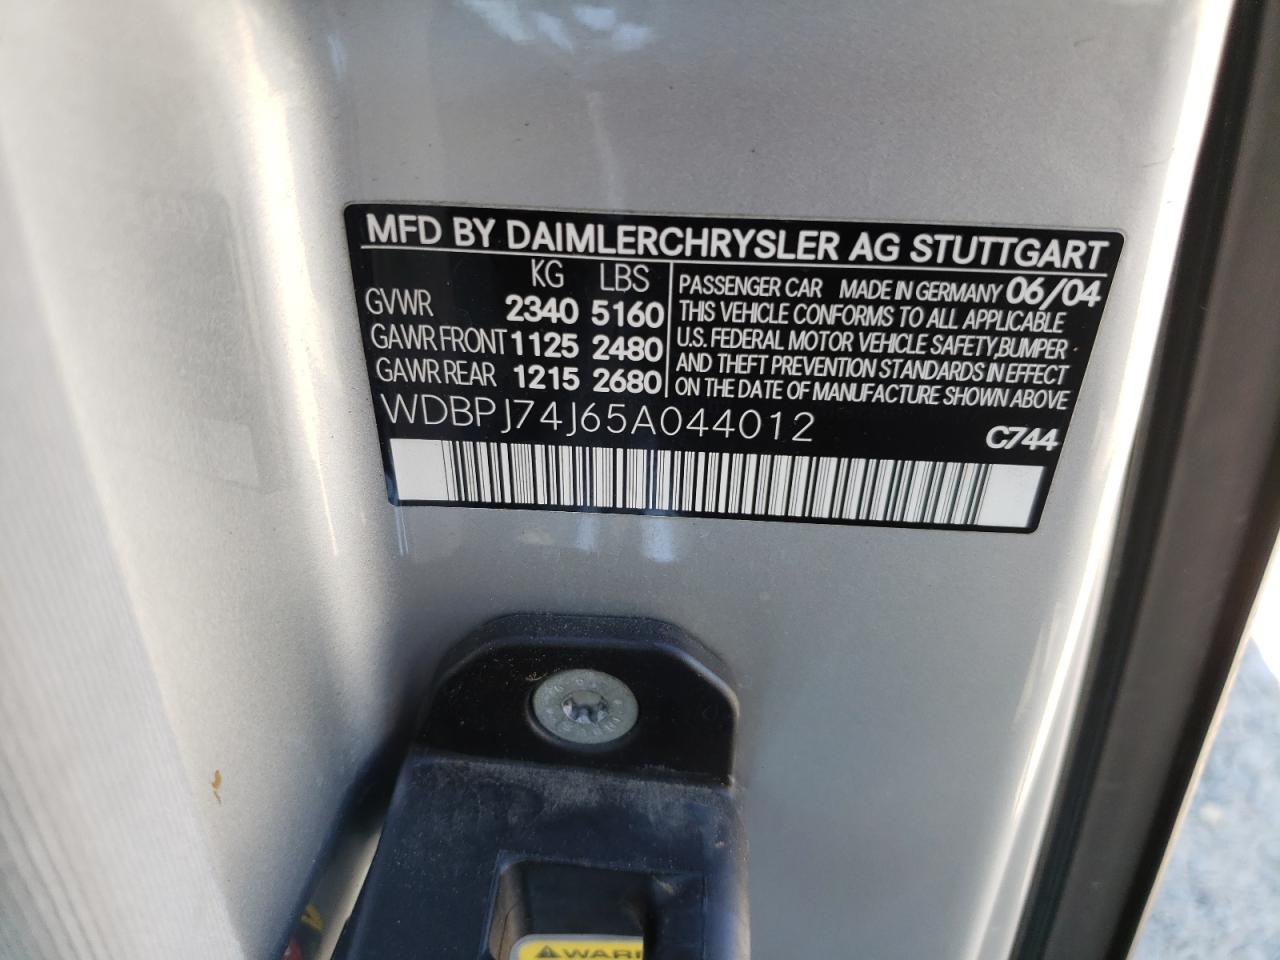 MFD BY DAIMLERCHRYSLER AG STUTTGART
KG LBS
GVWR 2340 5160
GAWR FRONT 1125 2480
GAWR REAR 1215 2680
PASSENGER CAR MADE IN GERMANY 06/04
THIS VEHICLE CONFORMS TO ALL APPLICABLE
U.S. FEDERAL MOTOR VEHICLE SAFETY,BUMPER
AND THEFT PREVENTION STANDARDS IN EFFECT
ON THE DATE OF MANUFACTURE SHOWN ABOVE
WDBPJ74J65A044012
C744